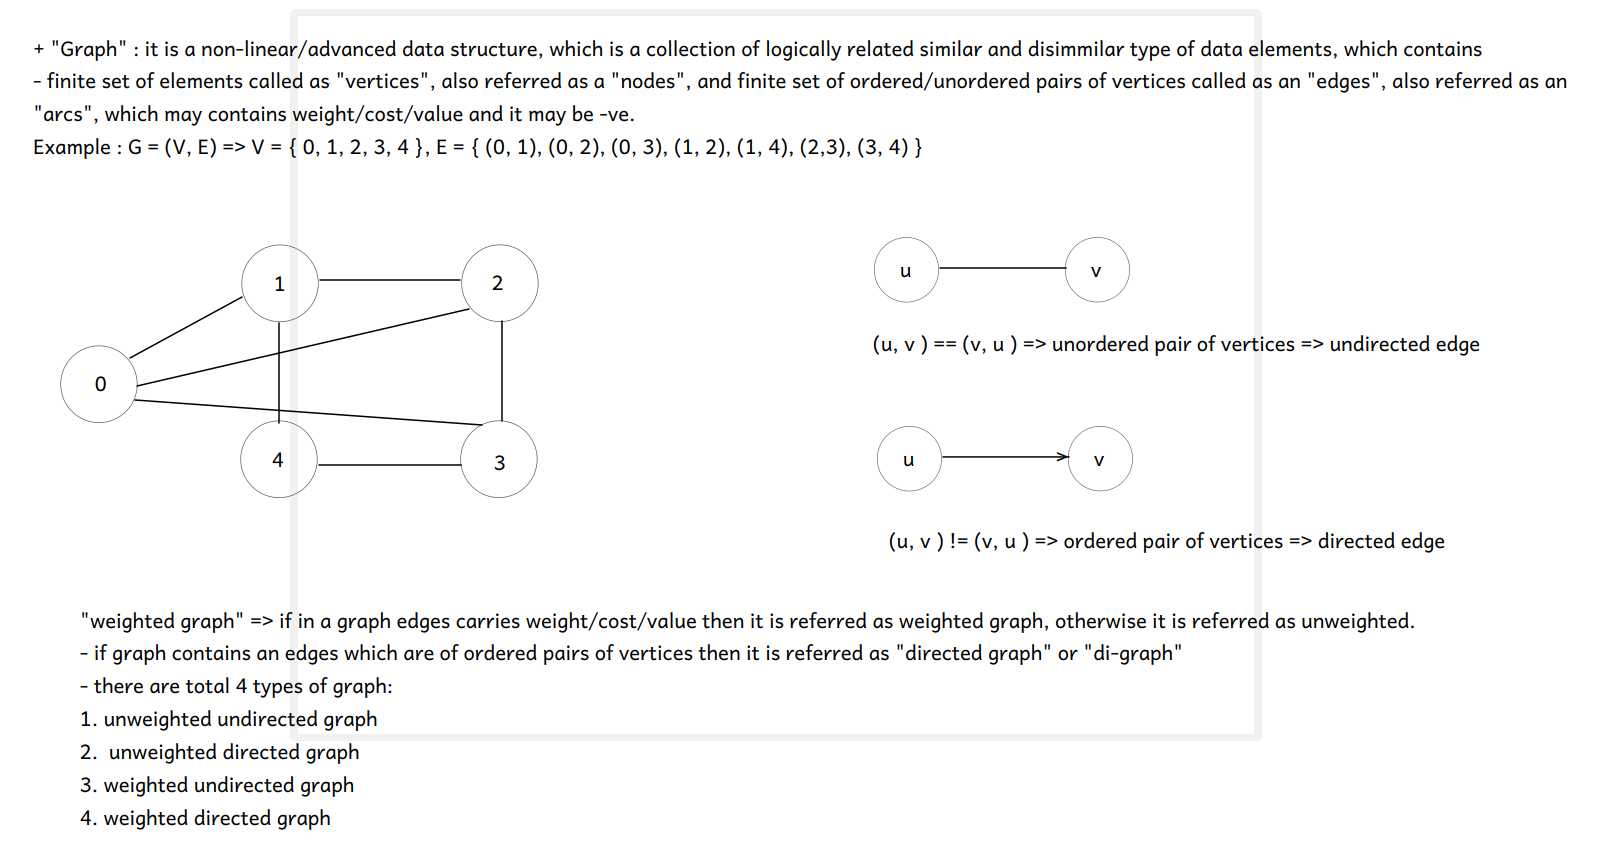 + "Graph" : it is a non-linear/advanced data structure, which is a collection of logically related similar and disimmilar type of data elements, which contains
- finite set of elements called as "vertices", also referred as a "nodes", and finite set of ordered/unordered pairs of vertices called as an "edges", also referred as an
"arcs", which may contains weight/cost/value and it may be -ve.
Example : G = (V, E) => V = { 0, 1, 2, 3, 4 }, E = { (0, 1), (0, 2), (0, 3), (1, 2), (1, 4), (2,3), (3, 4) }
1
2
0
4
3
u
v
(u, v ) == (v, u ) => unordered pair of vertices => undirected edge
u
v
(u, v ) != (v, u ) => ordered pair of vertices => directed edge
"weighted graph" => if in a graph edges carries weight/cost/value then it is referred as weighted graph, otherwise it is referred as unweighted.
- if graph contains an edges which are of ordered pairs of vertices then it is referred as "directed graph" or "di-graph"
- there are total 4 types of graph:
1. unweighted undirected graph
2.  unweighted directed graph
3. weighted undirected graph
4. weighted directed graph